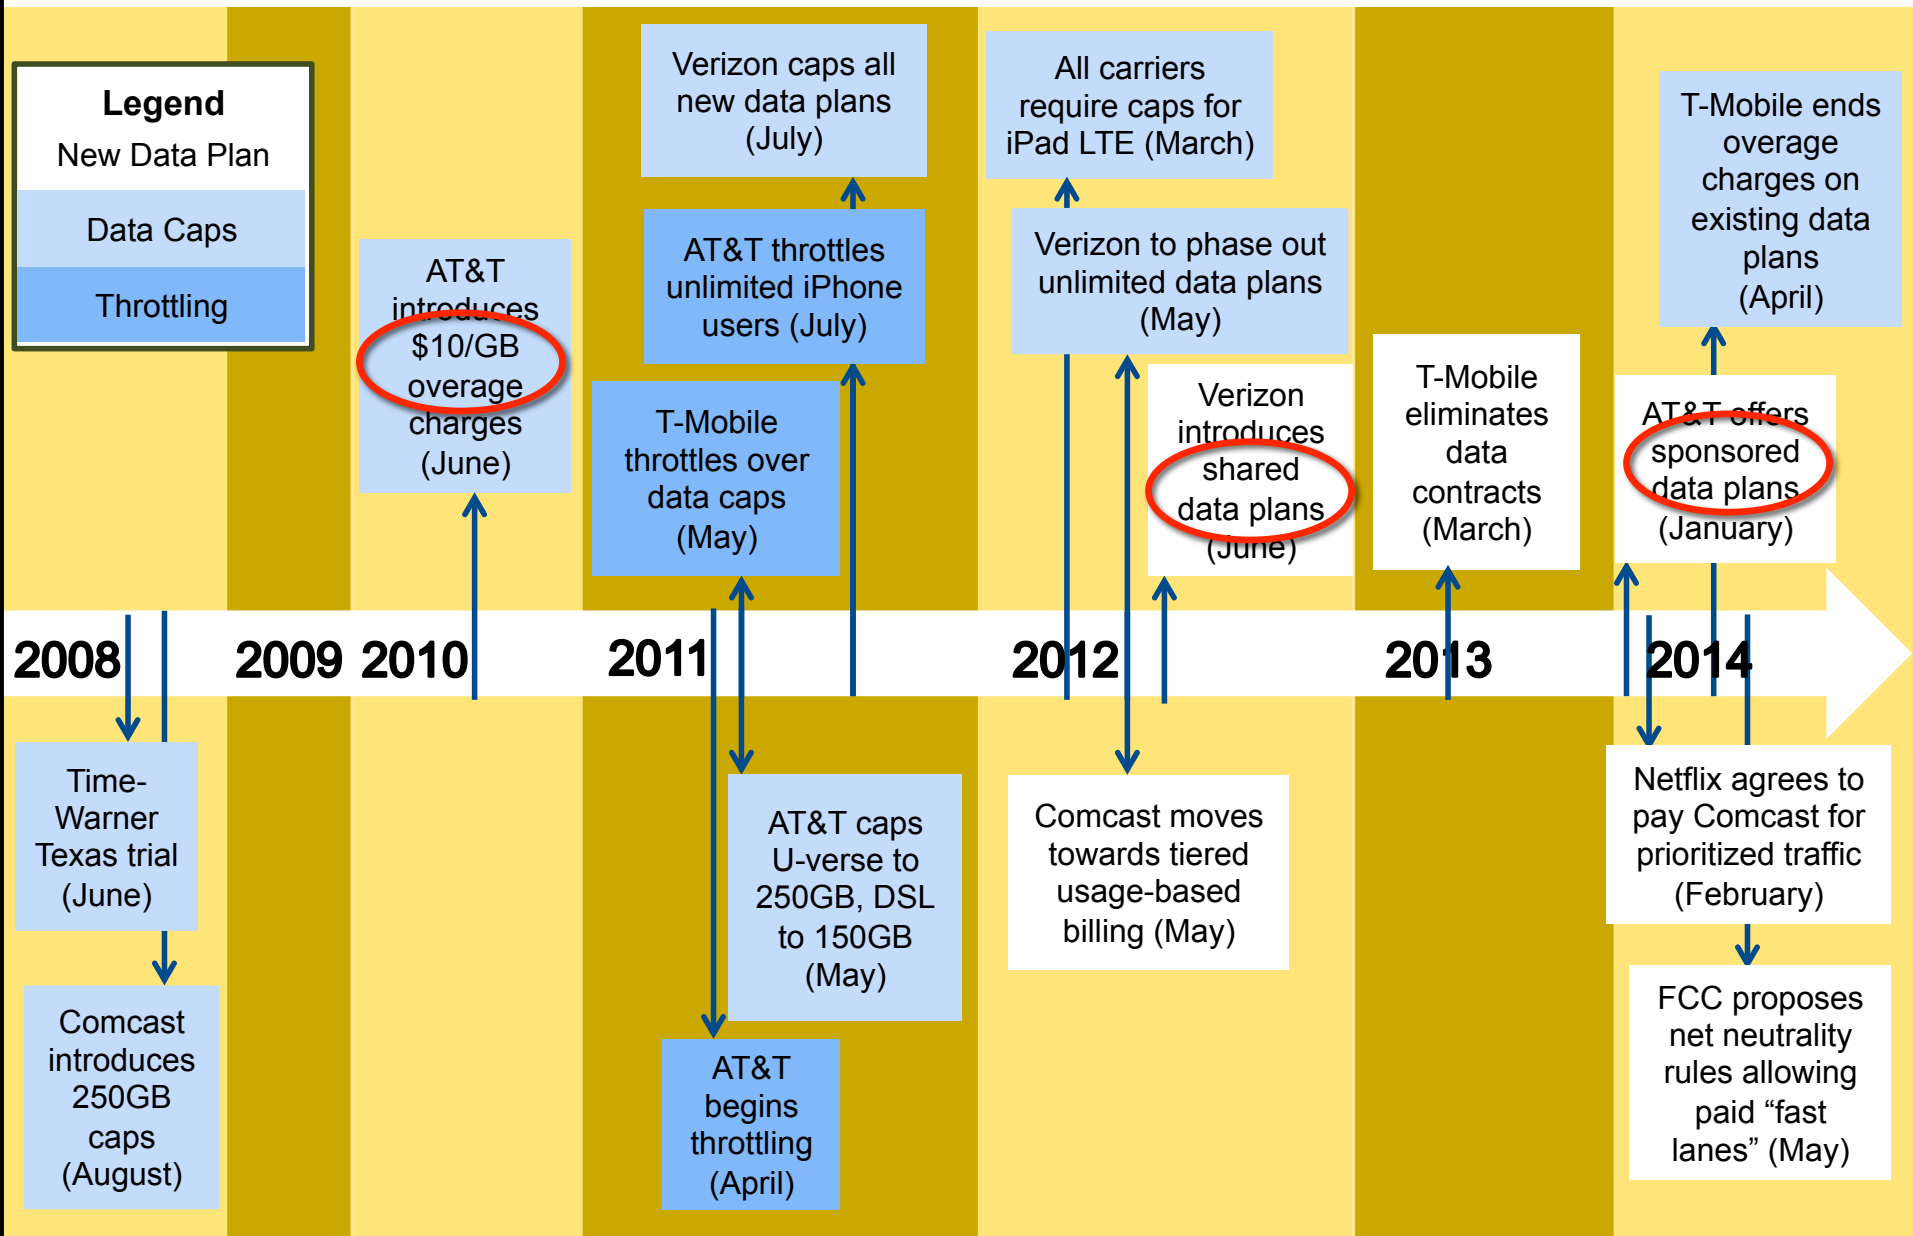 Legend
New Data Plan
Data Caps
Throttling
Verizon caps all
new data plans
(July)
All carriers
require caps for
iPad LTE (March)
T-Mobile ends
overage
charges on
existing data
plans
(April)
AT&T
introduces
$10/GB
overage
charges
(June)
AT&T throttles
unlimited iPhone
users (July)
Verizon to phase out
unlimited data plans
(May)
T-Mobile
throttles over
data caps
(May)
Verizon
introduces
shared
data plans
(June)
T-Mobile
eliminates
data
contracts
(March)
AT&T offers
sponsored
data plans
(January)
2008 2009 2010 2011 2012 2013 2014
Time-
Warner
Texas trial
(June)
Comcast
introduces
250GB
caps
(August)
AT&T caps
U-verse to
250GB, DSL
to 150GB
(May)
AT&T
begins
throttling
(April)
Comcast moves
towards tiered
usage-based
billing (May)
Netflix agrees to
pay Comcast for
prioritized traffic
(February)
FCC proposes
net neutrality
rules allowing
paid “fast
lanes” (May)